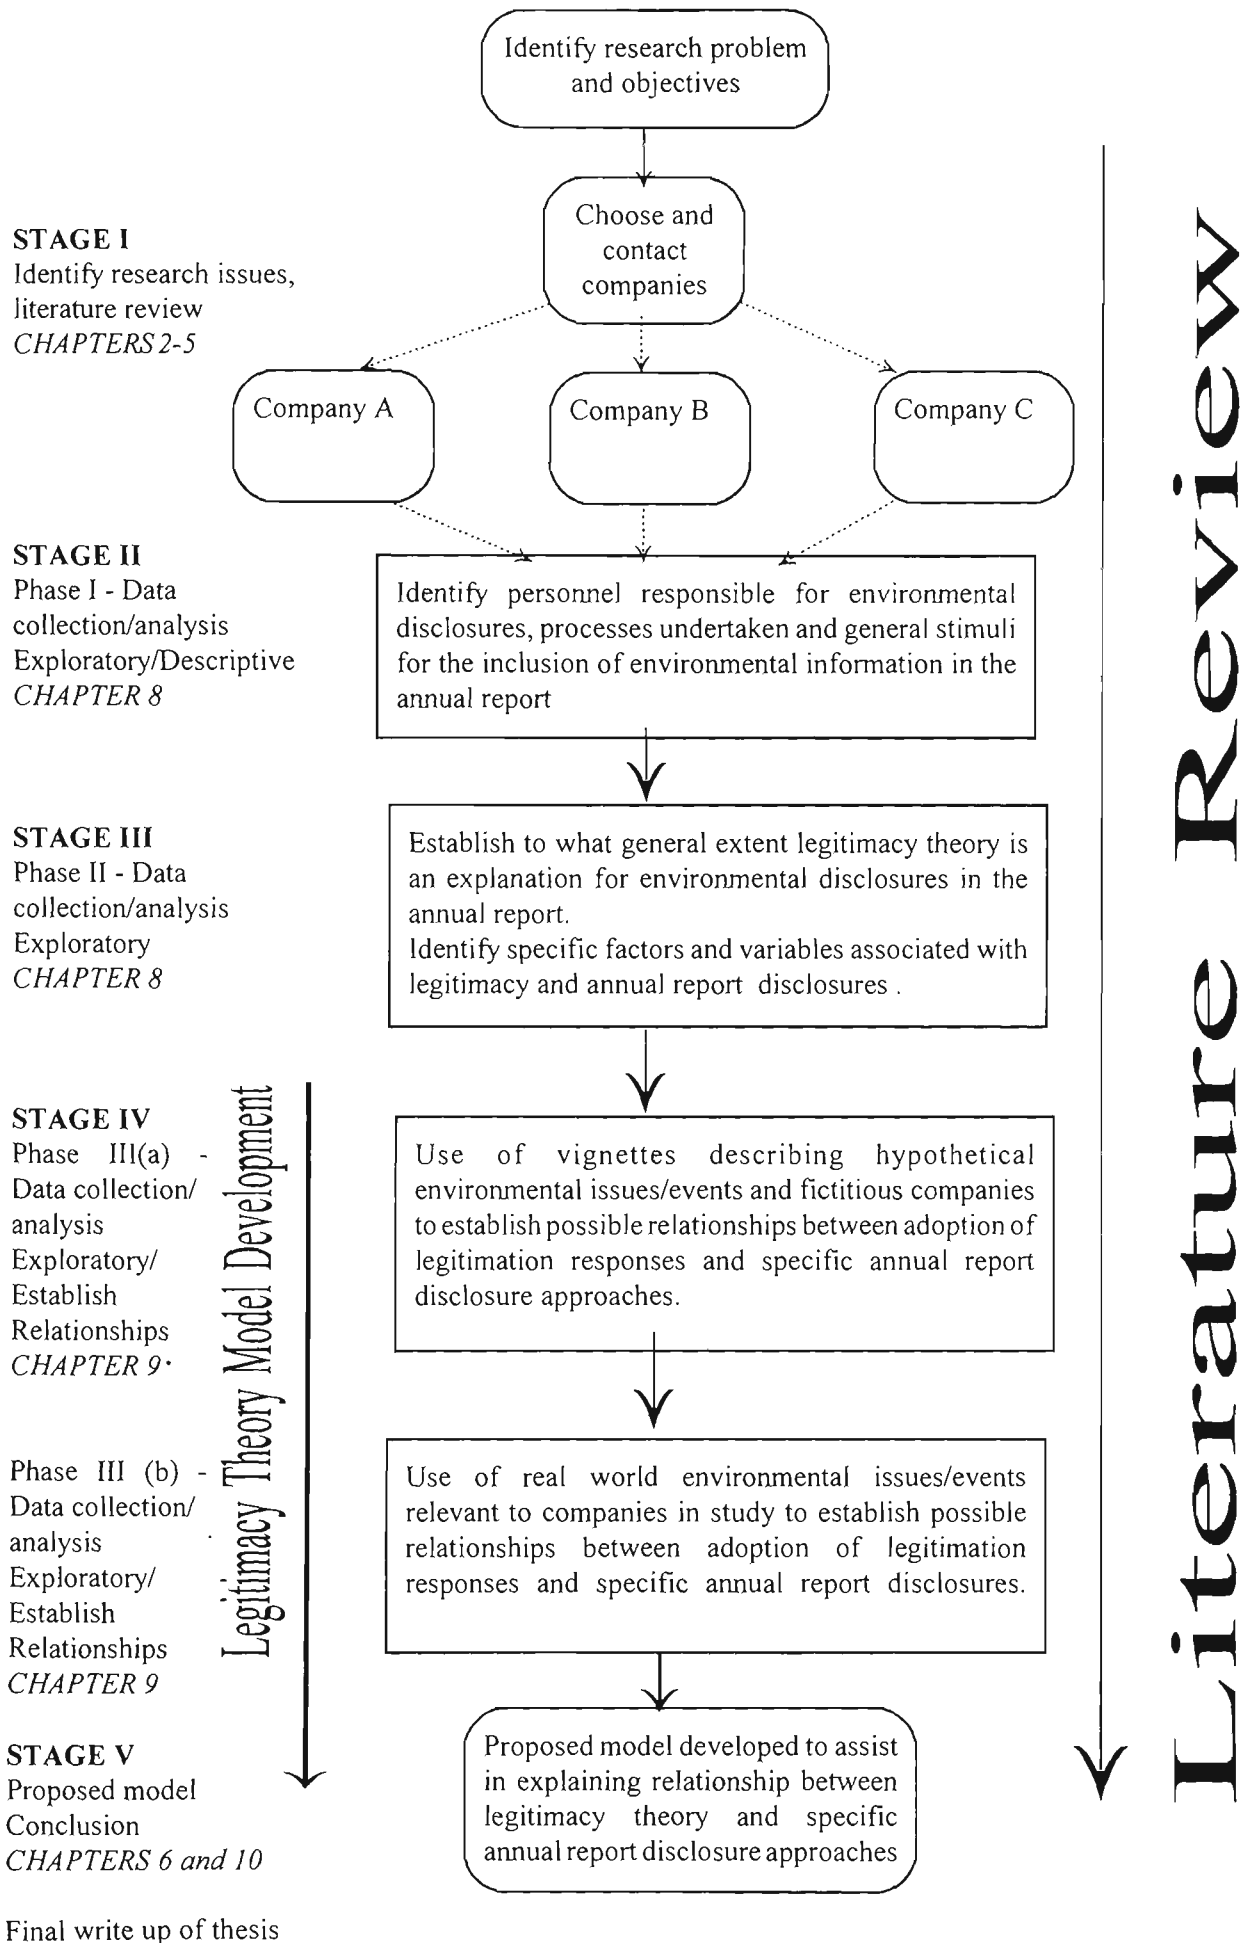 Identify research problem
and objectives
Choose and
contact
companies
STAGE I
Identify research issues,
literature review
CHAPTERS 2-5
Company A
Company B
Company C
STAGE II
Phase I - Data
collection/analysis
Exploratory/Descriptive
CHAPTER 8
Identify personnel responsible for environmental
disclosures, processes undertaken and general stimuli
for the inclusion of environmental information in the
annual report
STAGE III
Phase II - Data
collection/analysis
Exploratory
CHAPTER 8
Establish to what general extent legitimacy theory is
an explanation for environmental disclosures in the
annual report.
Identify specific factors and variables associated with
legitimacy and annual report disclosures .
STAGE IV
Phase III(a) -
Data collection/
analysis
Exploratory/
Establish
Relationships
CHAPTER 9
Use of vignettes describing hypothetical
environmental issues/events and fictitious companies
to establish possible relationships between adoption of
legitimation responses and specific annual report
disclosure approaches.
Phase III (b) -
Data collection/
analysis
Exploratory/
Establish
Relationships
CHAPTER 9
Use of real world environmental issues/events
relevant to companies in study to establish possible
relationships between adoption of legitimation
responses and specific annual report disclosures.
Legitimacy Theory Model Development
STAGE V
Proposed model
Conclusion
CHAPTERS 6 and 10
Proposed model developed to assist
in explaining relationship between
legitimacy theory and specific
annual report disclosure approaches
Final write up of thesis
Literature Review